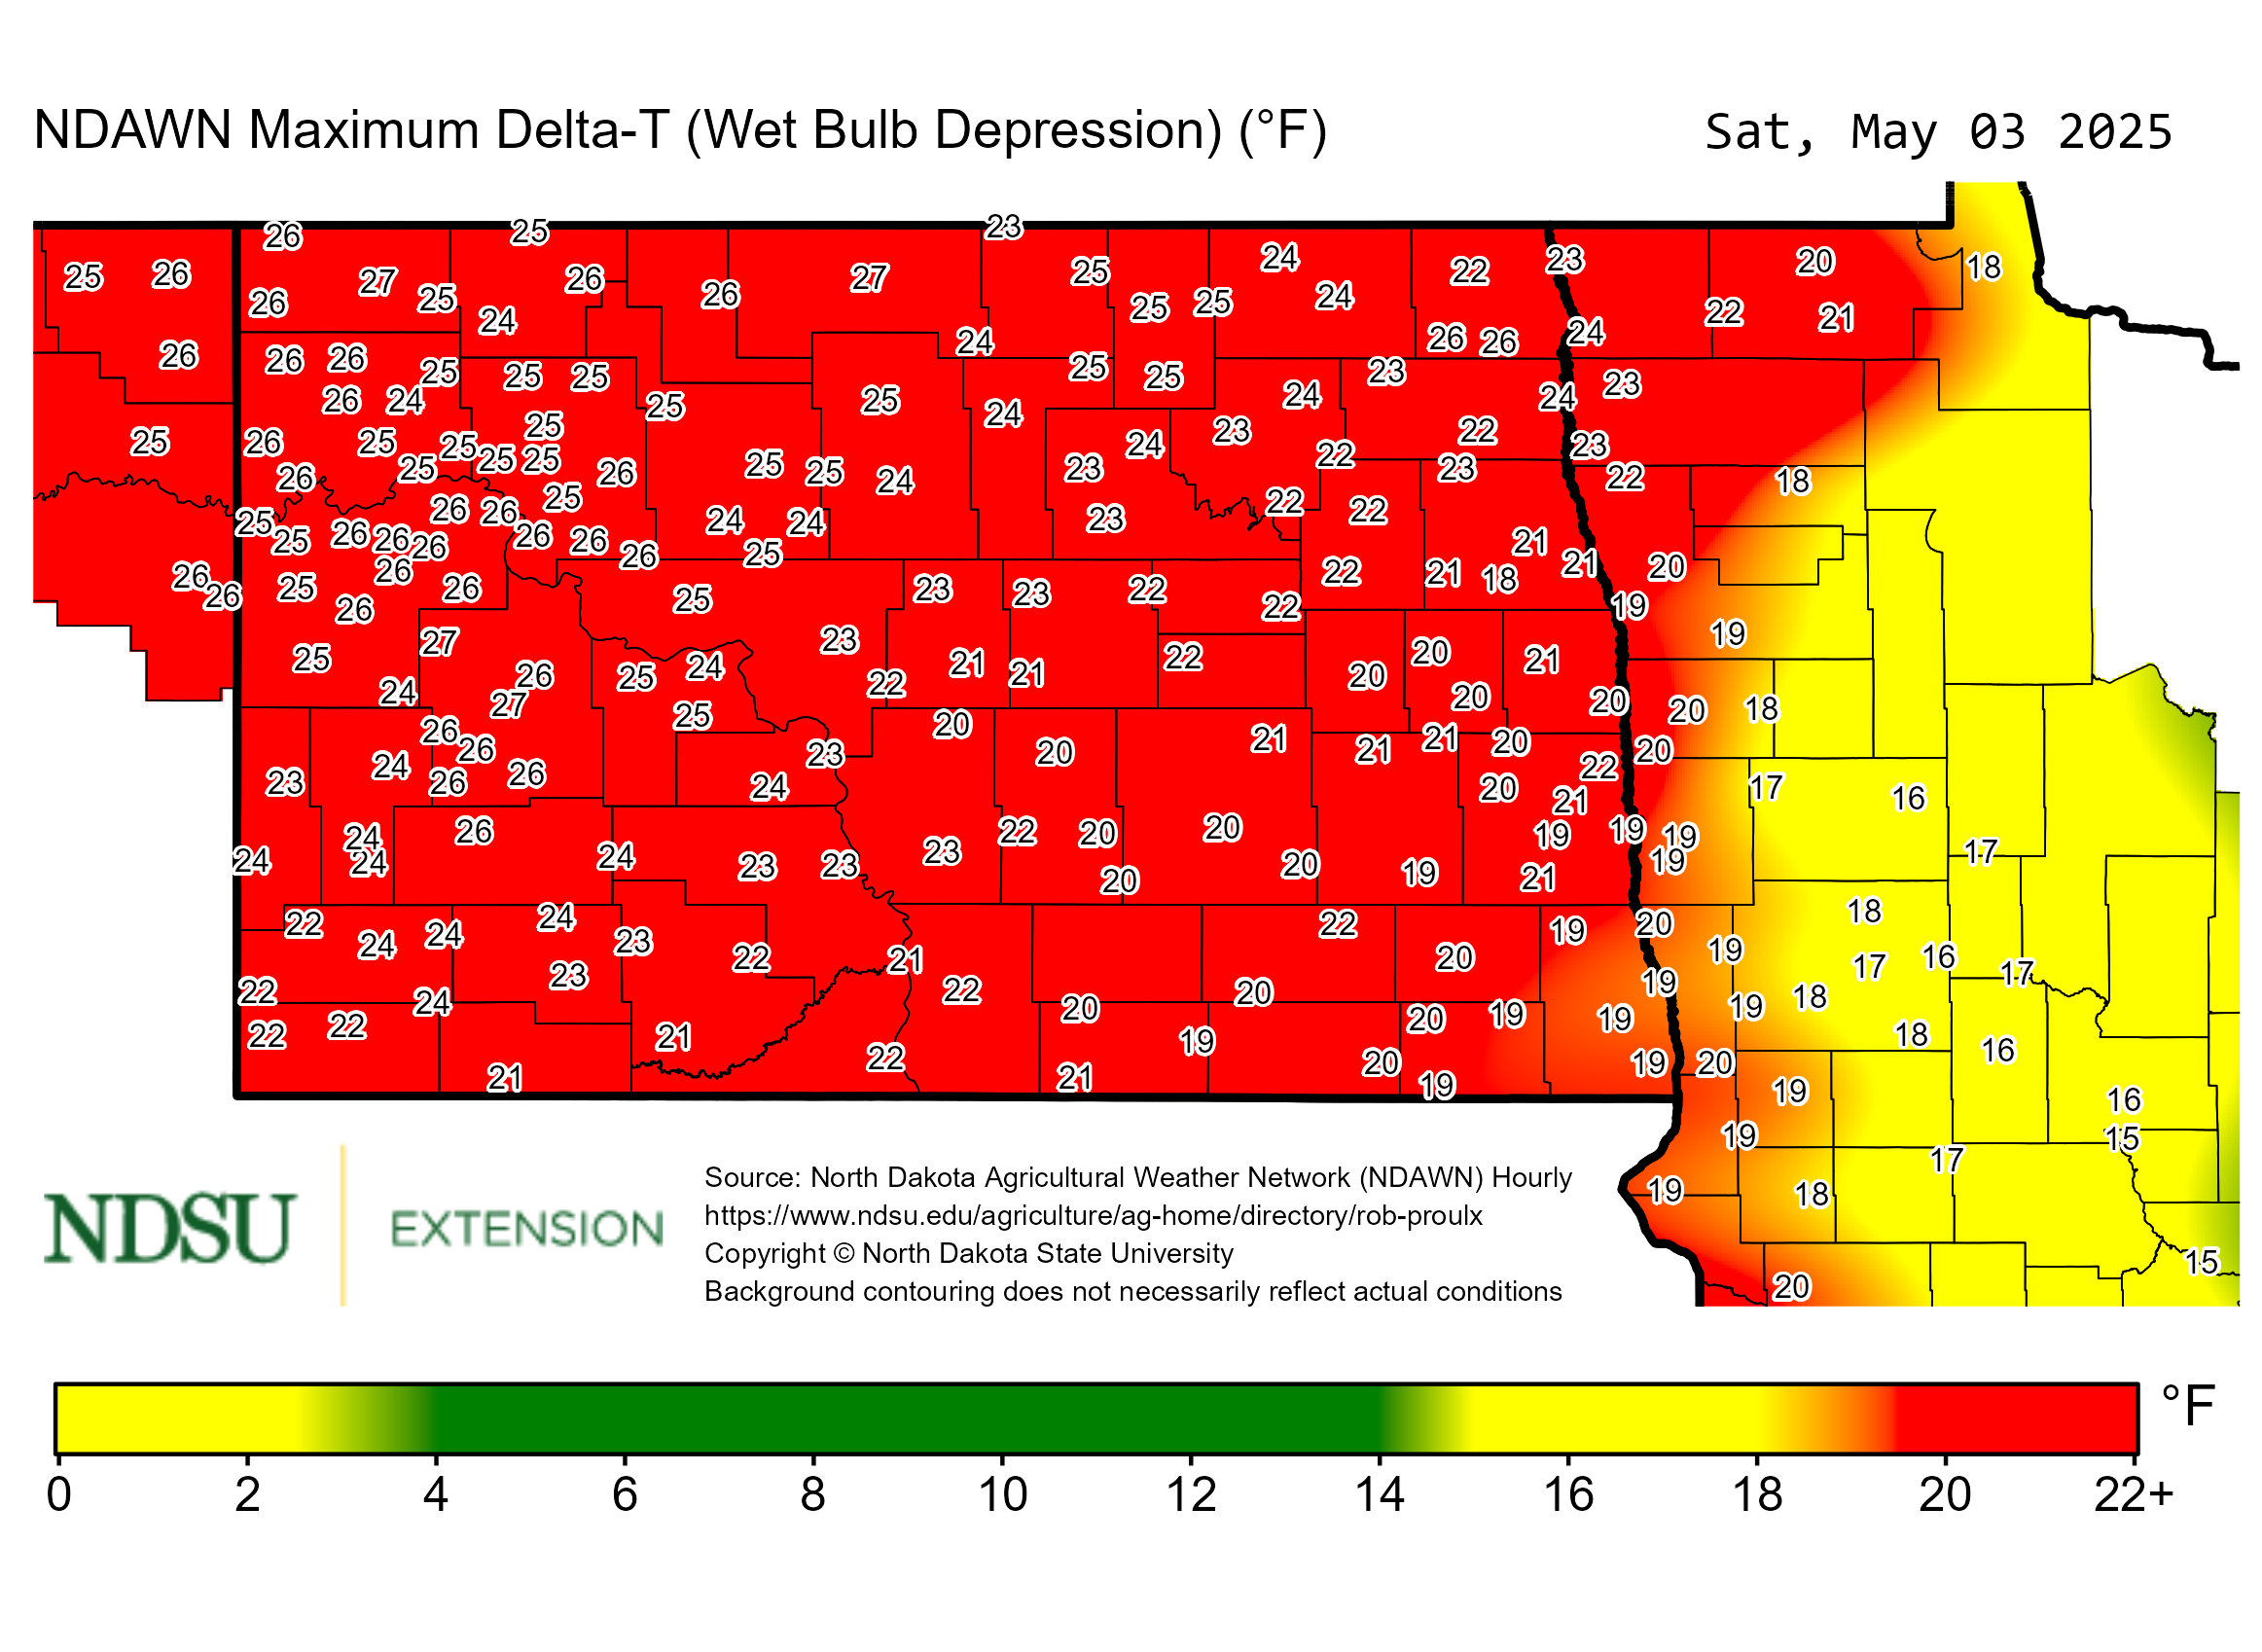 NDAWN Maximum Delta-T (Wet Bulb Depression) (°F)
Sat, May 03 2025
26 25 23
25 26 27 26 27 25 24 22 23 20 18
26 25 24 26 25 25 24 22 21
26 26 26 25 25 25 24 25 25 26 26 24 23
26 24 25 25 24 24 23 24 23
25 26 25 25 25 24 23 22 23
26 25 25 25 26 25 25 24 23 22 23 22 18
25 26 26 25 24 24 23 22 22
25 26 26 26 26 26 26 25 21
26 26 25 26 26 25 23 23 22 22 22 21 18 21 20
26 25 23 22 19 19
25 27 26 25 24 22 21 21 22 20 20 21
24 27 25 20 20 20 20 18
26 26 24 23 20 20 21 21 21 20 20
23 26 26 24 22 20 21 17 16
24 24 26 24 23 20 20 19 19 19
24 24 23 23 22 20 20 19 21 19 17
22 24 24 24 23 22 21 22 20 19 20 19 18
22 24 23 22 20 20 19 19 18 17 16 17
22 22 21 22 21 19 20 20 19 19 19 20 18 16
21 19 19 19 16 15
17
19 18
20 15
NDSU
EXTENSION
Source: North Dakota Agricultural Weather Network (NDAWN) Hourly
https://www.ndsu.edu/agriculture/ag-home/directory/rob-proulx
Copyright © North Dakota State University
Background contouring does not necessarily reflect actual conditions
°F
0 2 4 6 8 10 12 14 16 18 20 22+